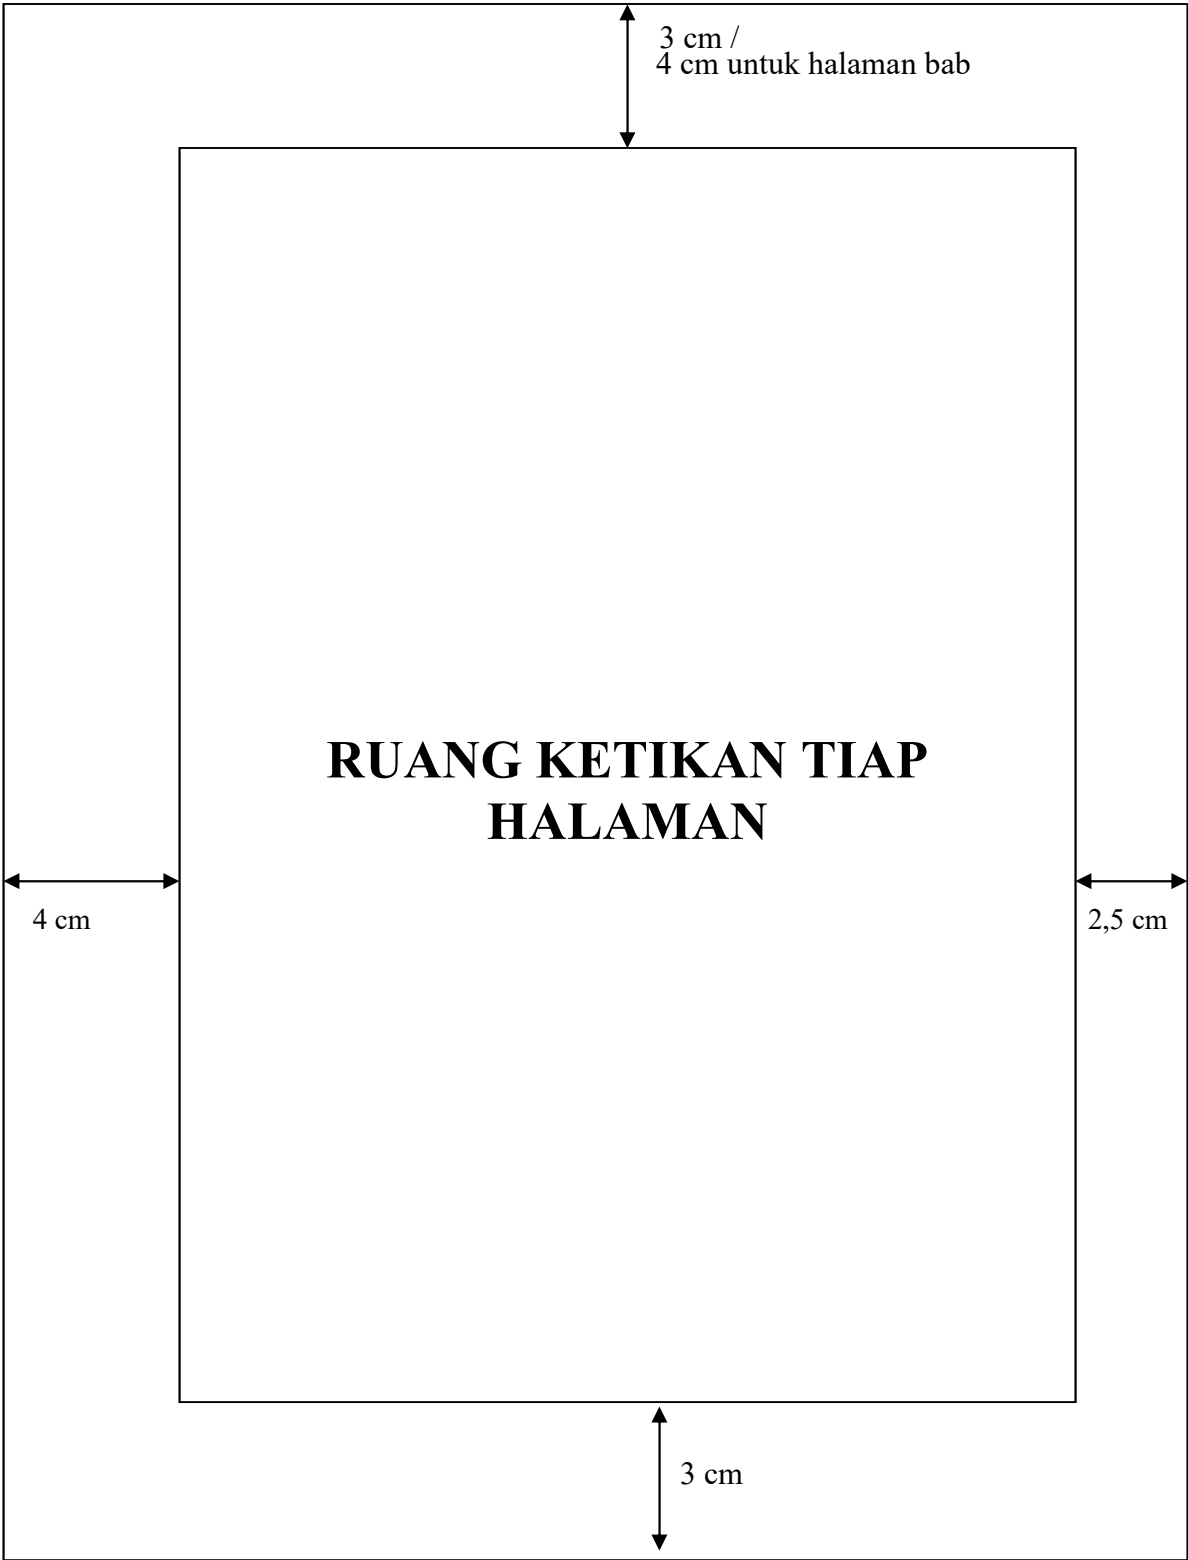 3 cm /
4 cm untuk halaman bab
RUANG KETIKAN TIAP
HALAMAN
4 cm
2,5 cm
3 cm